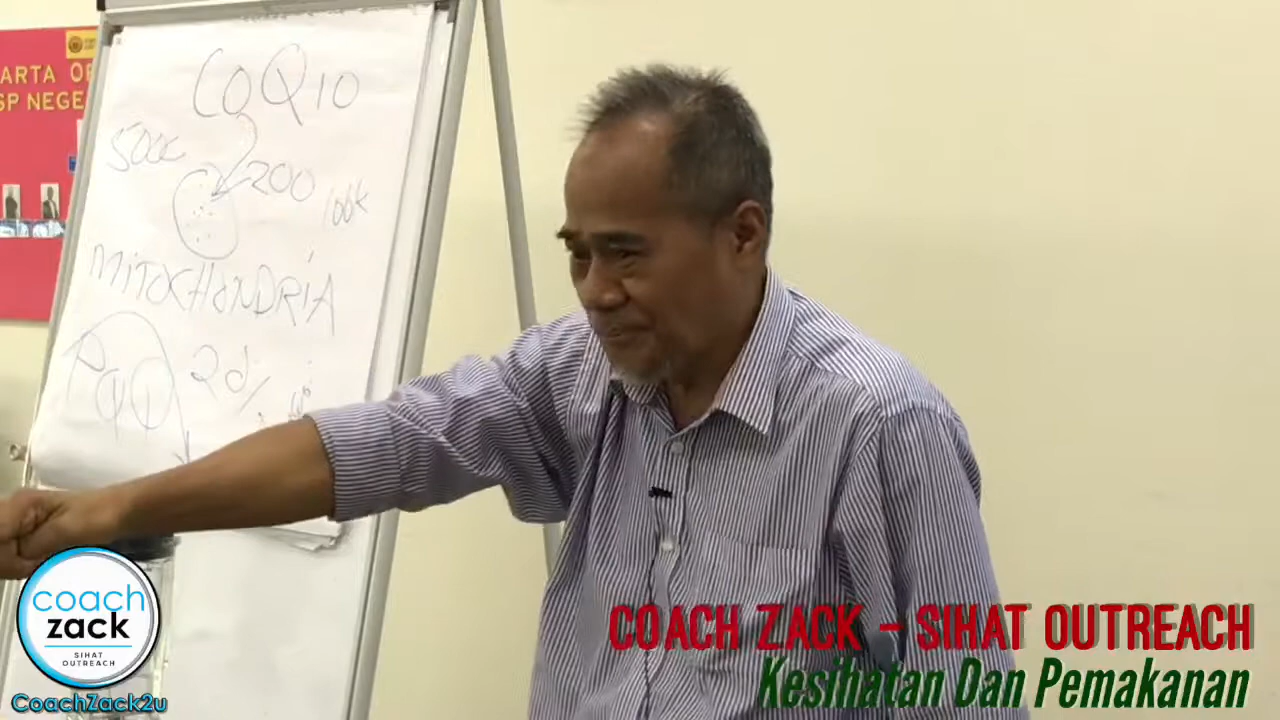 ARTA
SP NEGE
CoQ10
500k
200
100k
MiTOCHONDRiA
PQQ
2d/
coach
zack
SIHAT
OUTREACH
CoachZack2u
COACH ZACK - SIHAT OUTREACH
Kesihatan Dan Pemakanan